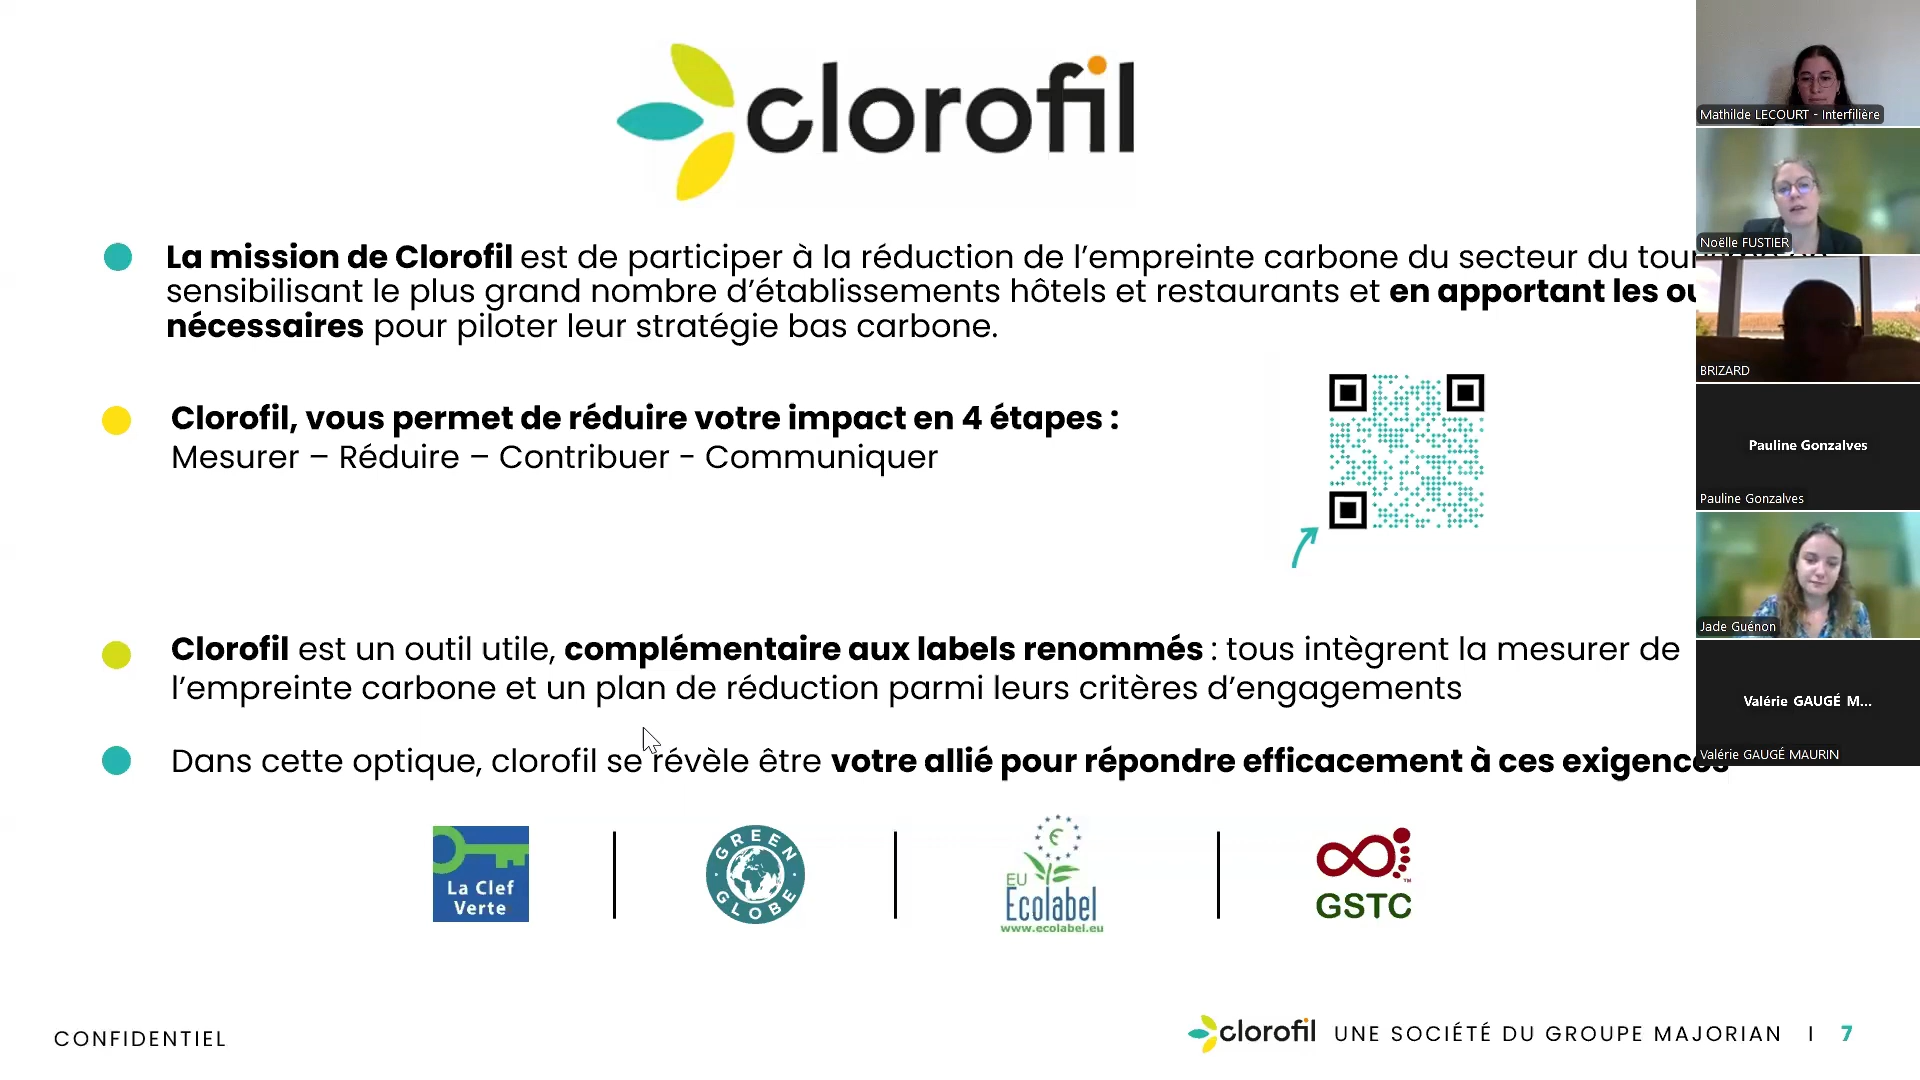 clorofil
La mission de Clorofil est de participer à la réduction de l’empreinte carbone du secteur du
sensibilisant le plus grand nombre d’établissements hôtels et restaurants et en apportant les
nécessaires pour piloter leur stratégie bas carbone.
Clorofil, vous permet de réduire votre impact en 4 étapes :
Mesurer – Réduire – Contribuer - Communiquer
Clorofil est un outil utile, complémentaire aux labels renommés : tous intègrent la mesurer de
l’empreinte carbone et un plan de réduction parmi leurs critères d’engagements
Dans cette optique, clorofil se révèle être votre allié pour répondre efficacement à ces exigences
La Clef
Verte
GREEN
GLOBE
EU
Ecolabel
www.ecolabel.eu
GSTC
TM
CONFIDENTIEL
clorofil UNE SOCIÉTÉ DU GROUPE MAJORIAN I 7
Mathilde LECOURT - Interfilière
Noëlle FUSTIER
BRIZARD
Pauline Gonzalves
Pauline Gonzalves
Jade Guénon
Valérie GAUGÉ M...
Valérie GAUGÉ MAURIN